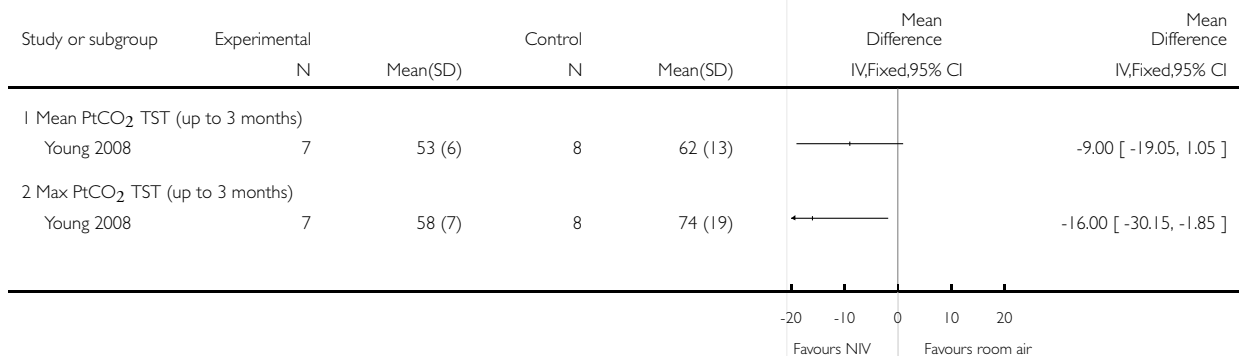 Mean Mean
Study or subgroup Experimental Control Difference Difference
N Mean(SD) N Mean(SD) IV,Fixed,95% CI IV,Fixed,95% CI
1 Mean PtCO2 TST (up to 3 months)
Young 2008 7 53 (6) 8 62 (13) -9.00 [ -19.05, 1.05 ]
2 Max PtCO2 TST (up to 3 months)
Young 2008 7 58 (7) 8 74 (19) -16.00 [ -30.15, -1.85 ]
-20 -10 0 10 20
Favours NIV Favours room air